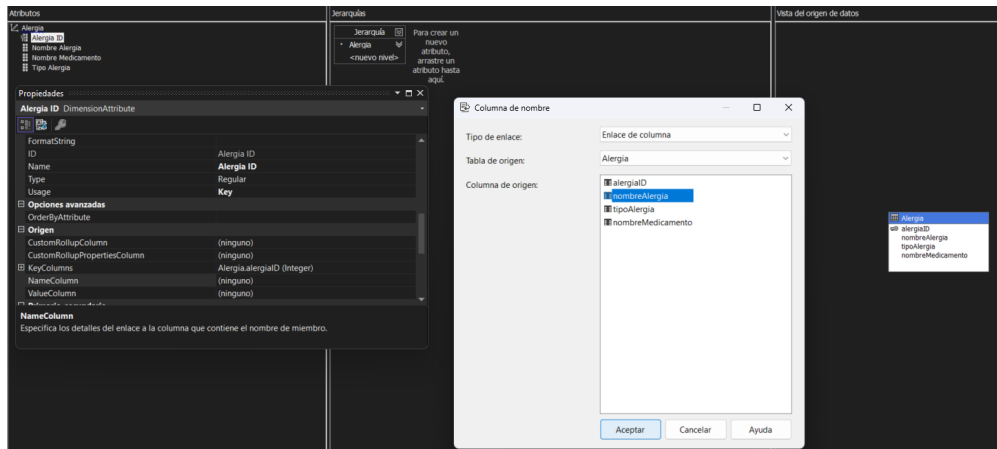 Atributos
Alergia
Alergia ID
Nombre Alergia
Nombre Medicamento
Tipo Alergia
Jerarquías
Jerarquía
Alergia
<nuevo nivel>
Para crear un
nuevo
atributo,
arrastre un
atributo hasta
aquí.
Vista del origen de datos
Propiedades
Alergia ID DimensionAttribute
FormatString
ID Alergia ID
Name Alergia ID
Type Regular
Usage Key
Opciones avanzadas
OrderByAttribute
Origen
CustomRollupColumn (ninguno)
CustomRollupPropertiesColumn (ninguno)
KeyColumns Alergia.alergiaID (Integer)
NameColumn (ninguno)
ValueColumn (ninguno)
NameColumn
Especifica los detalles del enlace a la columna que contiene el nombre de miembro.
Columna de nombre
Tipo de enlace: Enlace de columna
Tabla de origen: Alergia
Columna de origen:
alergiaID
nombreAlergia
tipoAlergia
nombreMedicamento
Aceptar Cancelar Ayuda
Alergia
alergiaID
nombreAlergia
tipoAlergia
nombreMedicamento